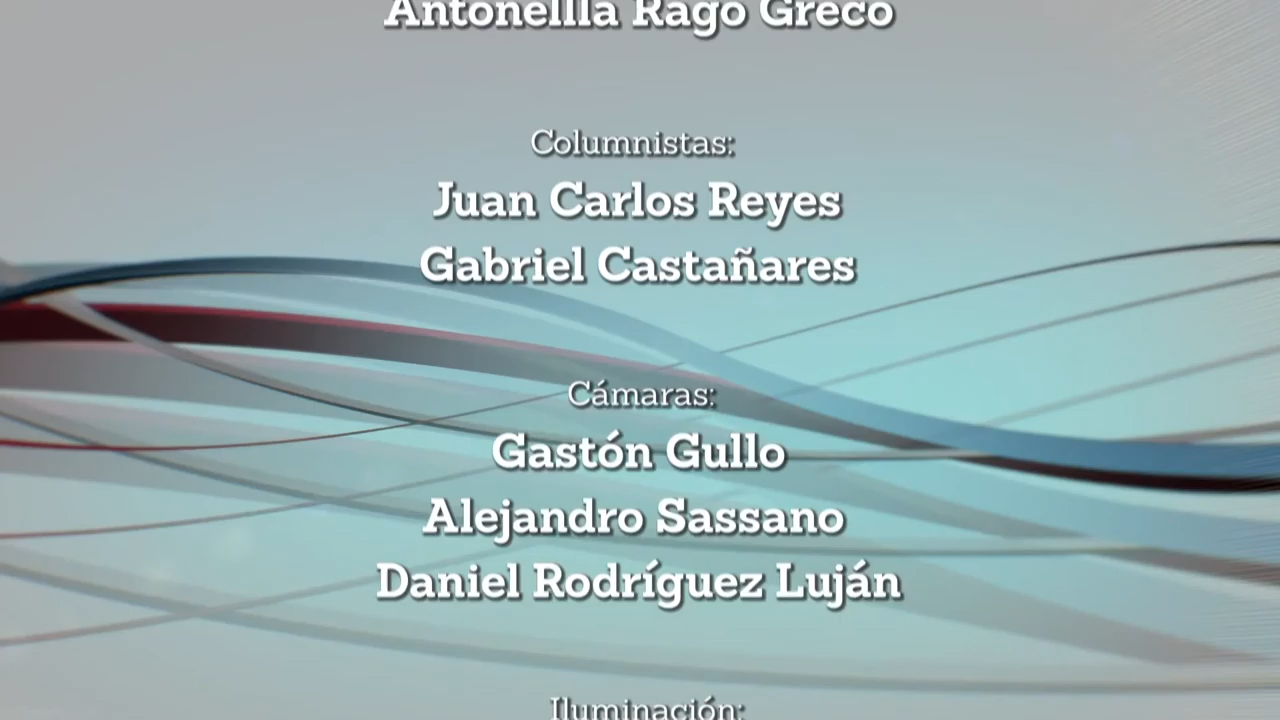 Antonellla Rago Greco
Columnistas:
Juan Carlos Reyes
Gabriel Castañares
Cámaras:
Gastón Gullo
Alejandro Sassano
Daniel Rodríguez Luján
Iluminación: